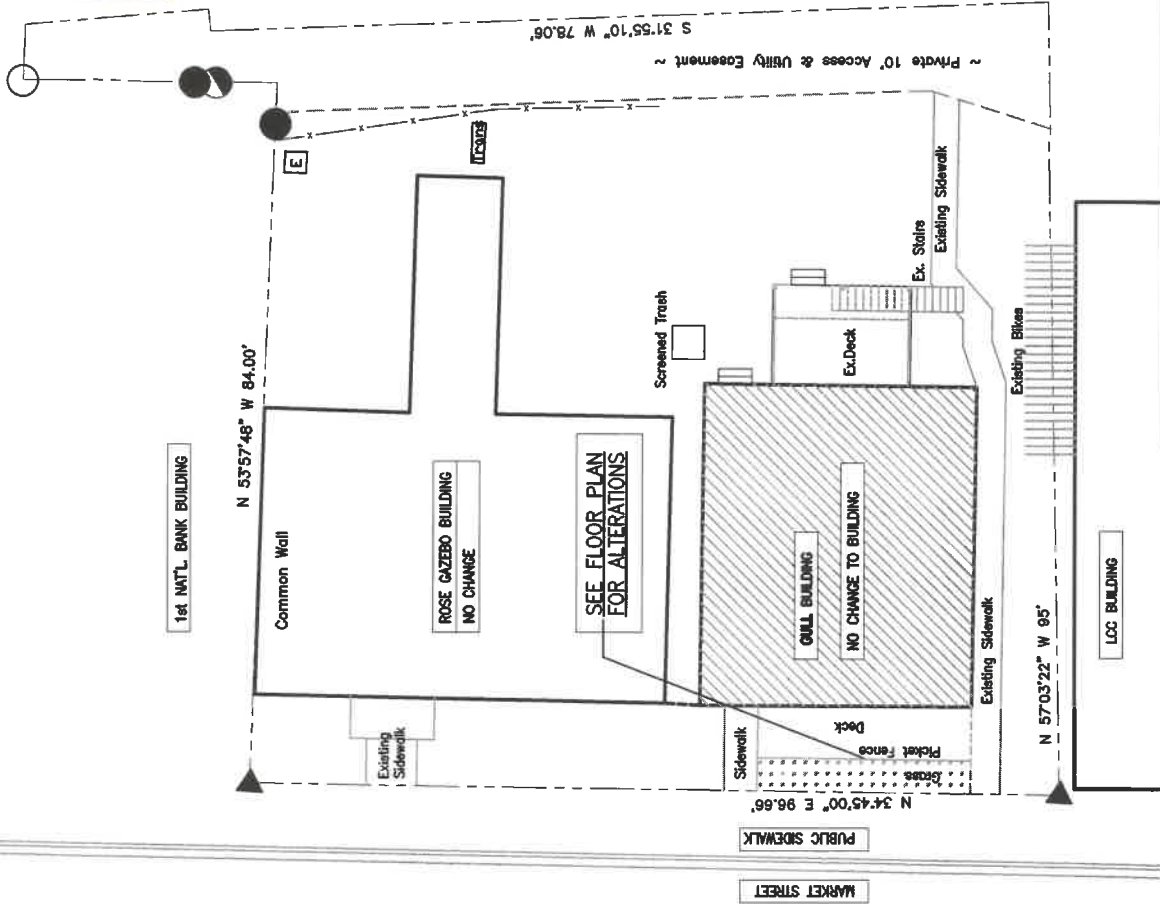 S 31°55'10" W 78.06'
~ Private 10' Access & Utility Easement ~
E
Trans
1st NAT'L. BANK BUILDING
N 53°57'48" W 84.00'
Common Wall
ROSE GAZEBO BUILDING
NO CHANGE
Screened Trash
Ex. Stairs
Existing Sidewalk
SEE FLOOR PLAN
FOR ALTERATIONS
Ex.Deck
Existing Bikes
GULL BUILDING
NO CHANGE TO BUILDING
Existing
Sidewalk
Sidewalk
Deck
Picket Fence
Grass
Existing Sidewalk
N 57°03'22" W 95'
LCC BUILDING
N 34°45'00" E 96.66'
PUBLIC SIDEWALK
MARKET STREET